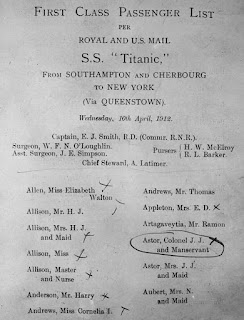 FIRST CLASS PASSENGER LIST
PER
ROYAL AND U.S. MAIL
S.S. "Titanic,"
FROM SOUTHAMPTON AND CHERBOURG
TO NEW YORK
(Via QUEENSTOWN).
Wednesday, 10th April, 1912.
Captain, E. J. Smith, R.D. (Commr. R.N.R.).
Surgeon, W. F. N. O'Loughlin.
Asst. Surgeon, J. E. Simpson.
Pursers { H. W. McElroy
R. L. Barker.
Chief Steward, A. Latimer.
Allen, Miss Elizabeth
Walton
Allison, Mr. H. J.
Allison, Mrs. H. J.
and Maid
Allison, Miss
Allison, Master
and Nurse
Anderson, Mr. Harry
Andrews, Miss Cornelia I.
Andrews, Mr. Thomas
Appleton, Mrs. E. D.
Artagaveytia, Mr. Ramon
Astor, Colonel J. J.
and Manservant
Astor, Mrs. J. J.
and Maid
Aubert, Mrs. N.
and Maid